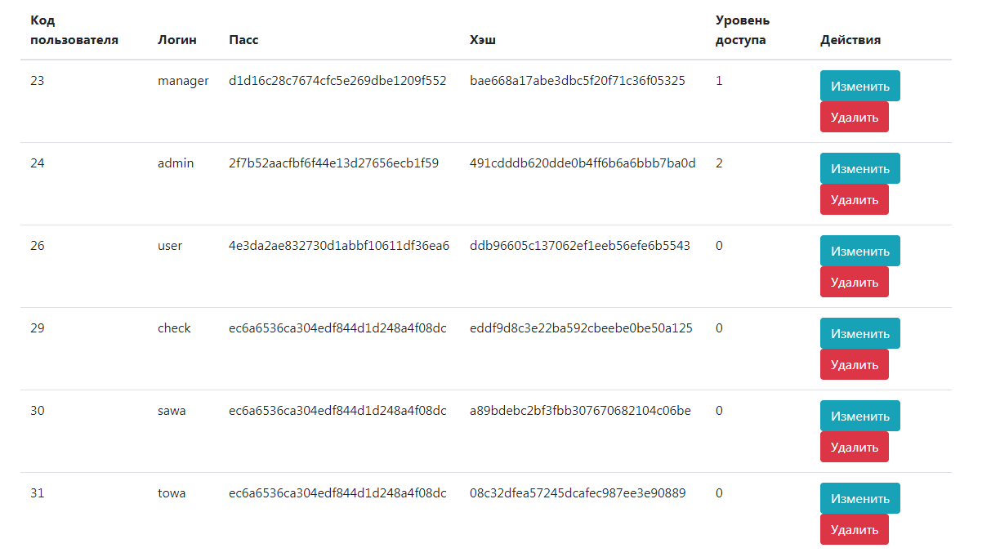 Код пользователя Логин Пасс Хэш Уровень доступа Действия
23 manager d1d16c28c7674cfc5e269dbe1209f552 bae668a17abe3dbc5f20f71c36f05325 1 Изменить
Удалить
24 admin 2f7b52aacfbf6f44e13d27656ecb1f59 491cdddb620dde0b4ff6b6a6bbb7ba0d 2 Изменить
Удалить
26 user 4e3da2ae832730d1abbf10611df36ea6 ddb96605c137062ef1eeb56efe6b5543 0 Изменить
Удалить
29 check ec6a6536ca304edf844d1d248a4f08dc eddf9d8c3e22ba592cbeebe0be50a125 0 Изменить
Удалить
30 sawa ec6a6536ca304edf844d1d248a4f08dc a89bdebc2bf3fbb307670682104c06be 0 Изменить
Удалить
31 towa ec6a6536ca304edf844d1d248a4f08dc 08c32dfea57245dcafec987ee3e90889 0 Изменить
Удалить